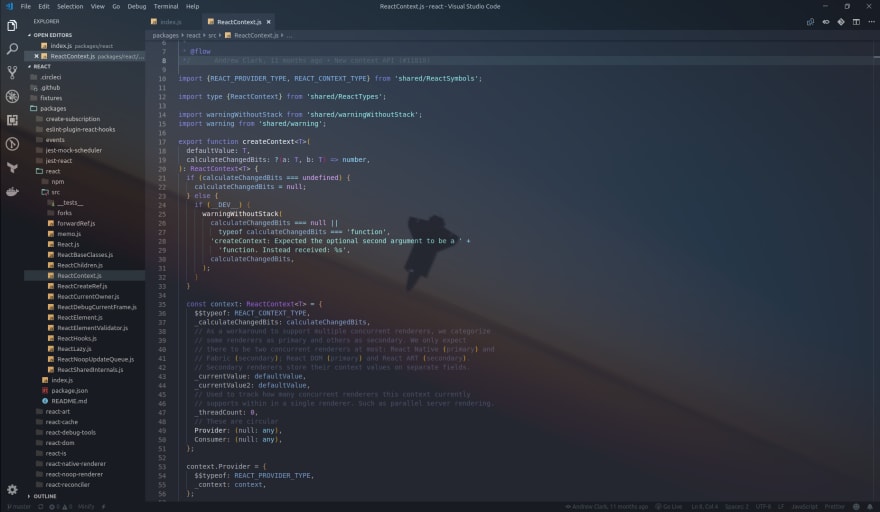 File Edit Selection View Go Debug Terminal Help
ReactContext.js - react - Visual Studio Code
EXPLORER
OPEN EDITORS
index.js packages/react
ReactContext.js packages/react/...
REACT
.circleci
.github
fixtures
packages
create-subscription
eslint-plugin-react-hooks
events
jest-mock-scheduler
jest-react
react
npm
src
__tests__
forks
forwardRef.js
memo.js
React.js
ReactBaseClasses.js
ReactChildren.js
ReactContext.js
ReactCreateRef.js
ReactCurrentOwner.js
ReactDebugCurrentFrame.js
ReactElement.js
ReactElementValidator.js
ReactHooks.js
ReactLazy.js
ReactNoopUpdateQueue.js
ReactSharedInternals.js
index.js
package.json
README.md
react-art
react-cache
react-debug-tools
react-dom
react-is
react-native-renderer
react-noop-renderer
react-reconciler
OUTLINE
index.js
ReactContext.js
packages › react › src › ReactContext.js › ...
6 *
7 * @flow
8 */ Andrew Clark, 12 months ago • New context API (#11818)
9
10 import {REACT_PROVIDER_TYPE, REACT_CONTEXT_TYPE} from 'shared/ReactSymbols';
11
12 import type {ReactContext} from 'shared/ReactTypes';
13
14 import warningWithoutStack from 'shared/warningWithoutStack';
15 import warning from 'shared/warning';
16
17 export function createContext<T>(
18 defaultValue: T,
19 calculateChangedBits: ?(a: T, b: T) => number,
20 ): ReactContext<T> {
21 if (calculateChangedBits === undefined) {
22 calculateChangedBits = null;
23 } else {
24 if (__DEV__) {
25 warningWithoutStack(
26 calculateChangedBits === null ||
27 typeof calculateChangedBits === 'function',
28 'createContext: Expected the optional second argument to be a ' +
29 'function. Instead received: %s',
30 calculateChangedBits,
31 );
32 }
33 }
34
35 const context: ReactContext<T> = {
36 $$typeof: REACT_CONTEXT_TYPE,
37 _calculateChangedBits: calculateChangedBits,
38 // As a workaround to support multiple concurrent renderers, we categorize
39 // some renderers as primary and others as secondary. We only expect
40 // there to be two concurrent renderers at most: React Native (primary) and
41 // Fabric (secondary); React DOM (primary) and React ART (secondary).
42 // Secondary renderers store their context values on separate fields.
43 _currentValue: defaultValue,
44 _currentValue2: defaultValue,
45 // Used to track how many concurrent renderers this context currently
46 // supports within in a single renderer. Such as parallel server rendering.
47 _threadCount: 0,
48 // These are circular
49 Provider: (null: any),
50 Consumer: (null: any),
51 };
52
53 context.Provider = {
54 $$typeof: REACT_PROVIDER_TYPE,
55 _context: context,
56 };
master 0 0 Minify Andrew Clark, 11 months ago Go Live Ln 8, Col 4 Spaces: 2 UTF-8 LF JavaScript Prettier